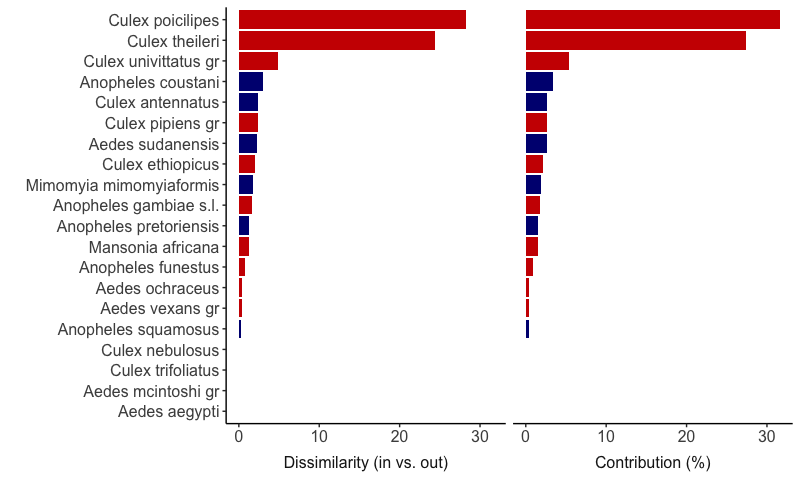 Culex poicilipes
Culex theileri
Culex univittatus gr
Anopheles coustani
Culex antennatus
Culex pipiens gr
Aedes sudanensis
Culex ethiopicus
Mimomyia mimomyiaformis
Anopheles gambiae s.l.
Anopheles pretoriensis
Mansonia africana
Anopheles funestus
Aedes ochraceus
Aedes vexans gr
Anopheles squamosus
Culex nebulosus
Culex trifoliatus
Aedes mcintoshi gr
Aedes aegypti
0 10 20 30 0 10 20 30
Dissimilarity (in vs. out) Contribution (%)